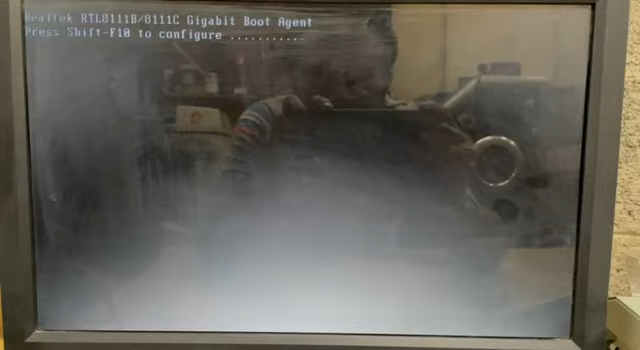 Realtek RTL8111B/8111C Gigabit Boot Agent
Press Shift-F10 to configure ...........